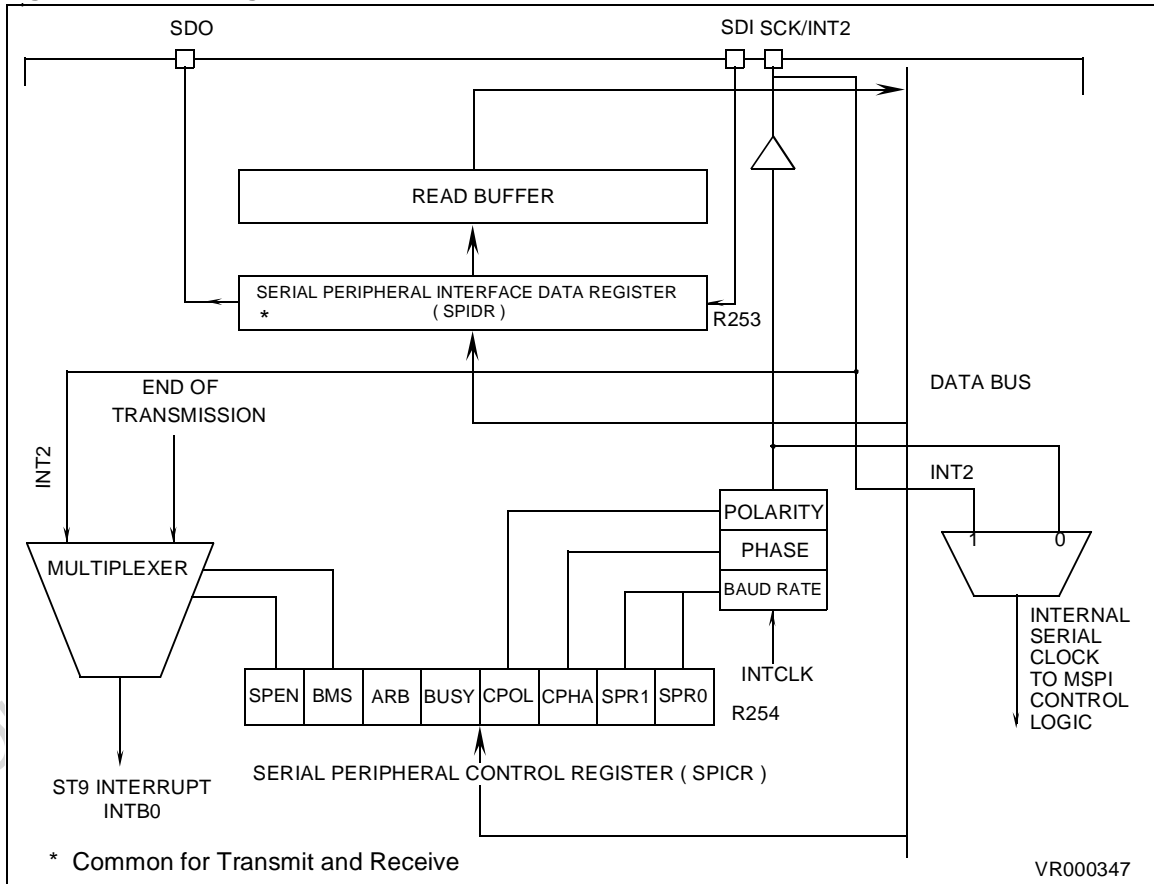 SDO
SDI SCK/INT2
READ BUFFER
SERIAL PERIPHERAL INTERFACE DATA REGISTER
( SPIDR )
*
R253
END OF
TRANSMISSION
DATA BUS
INT2
INT2
POLARITY
PHASE
BAUD RATE
1
0
MULTIPLEXER
INTERNAL
SERIAL
CLOCK
TO MSPI
CONTROL
LOGIC
INTCLK
SPEN BMS ARB BUSY CPOL CPHA SPR1 SPR0
R254
SERIAL PERIPHERAL CONTROL REGISTER ( SPICR )
ST9 INTERRUPT
INTB0
* Common for Transmit and Receive
VR000347